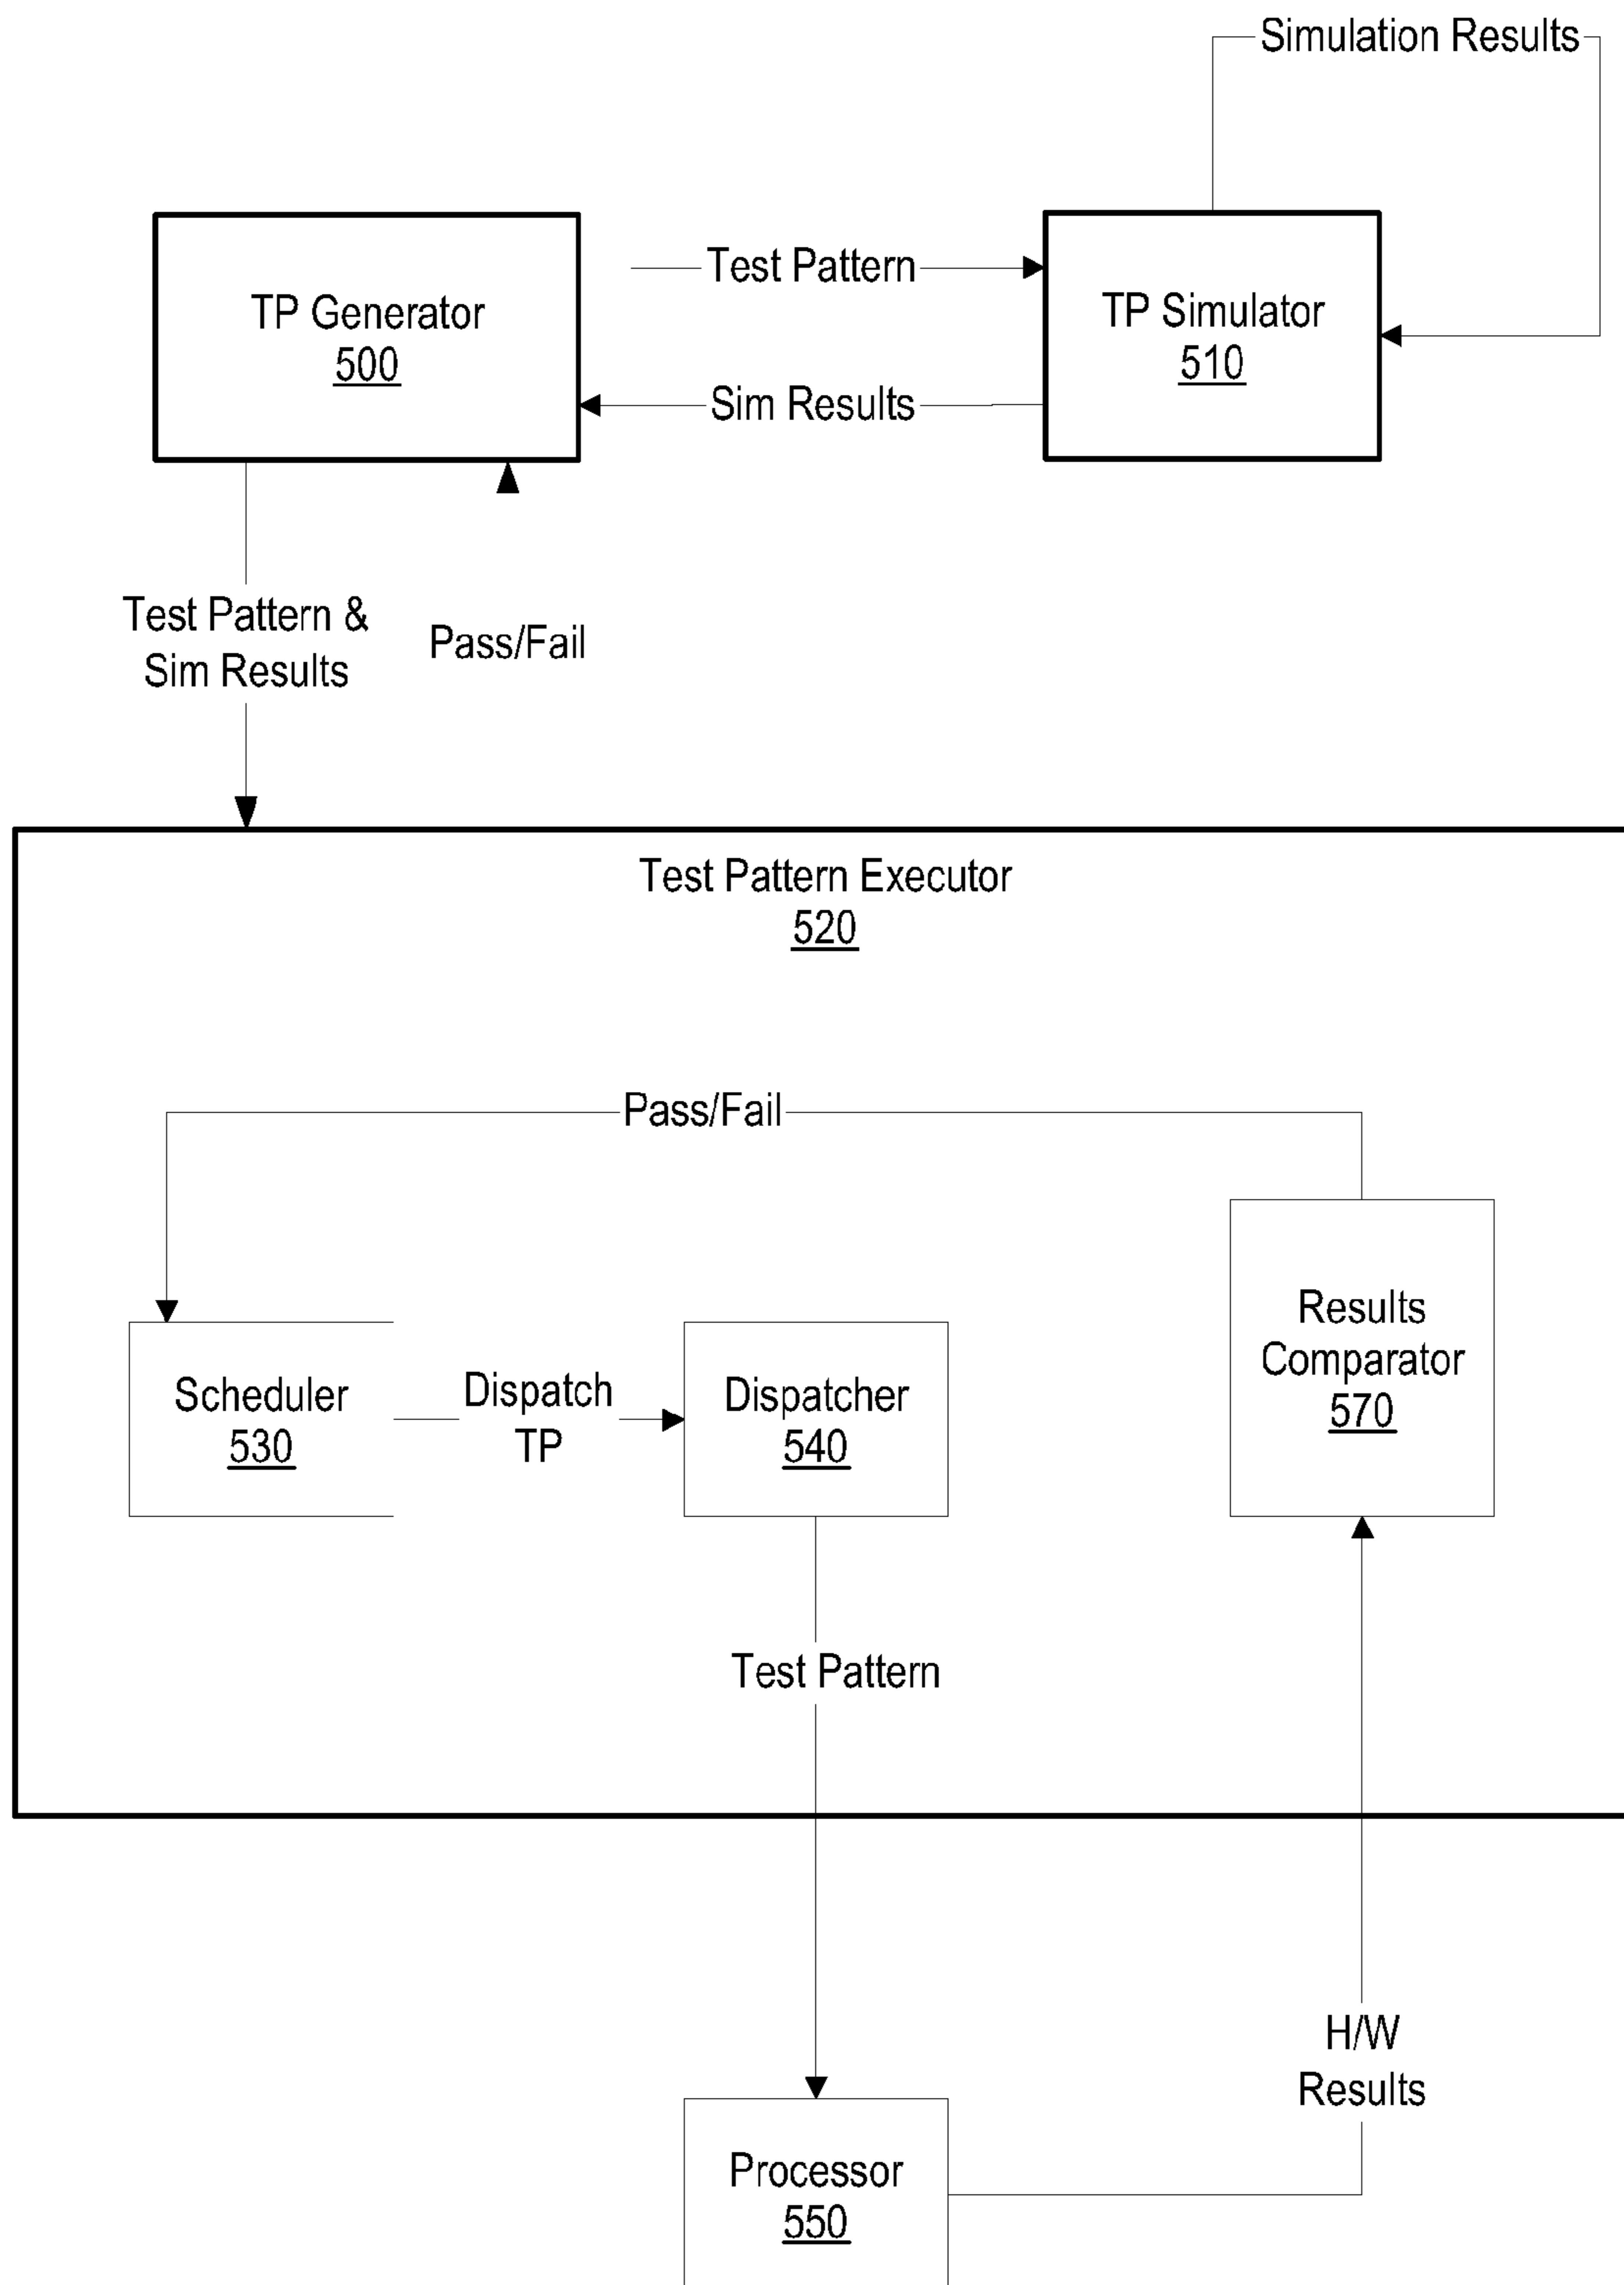 Simulation Results
Test Pattern
TP Generator
500
TP Simulator
510
Sim Results
Test Pattern &
Sim Results
Pass/Fail
Test Pattern Executor
520
Pass/Fail
Results
Comparator
570
Scheduler
530
Dispatch
TP
Dispatcher
540
Test Pattern
H/W
Results
Processor
550